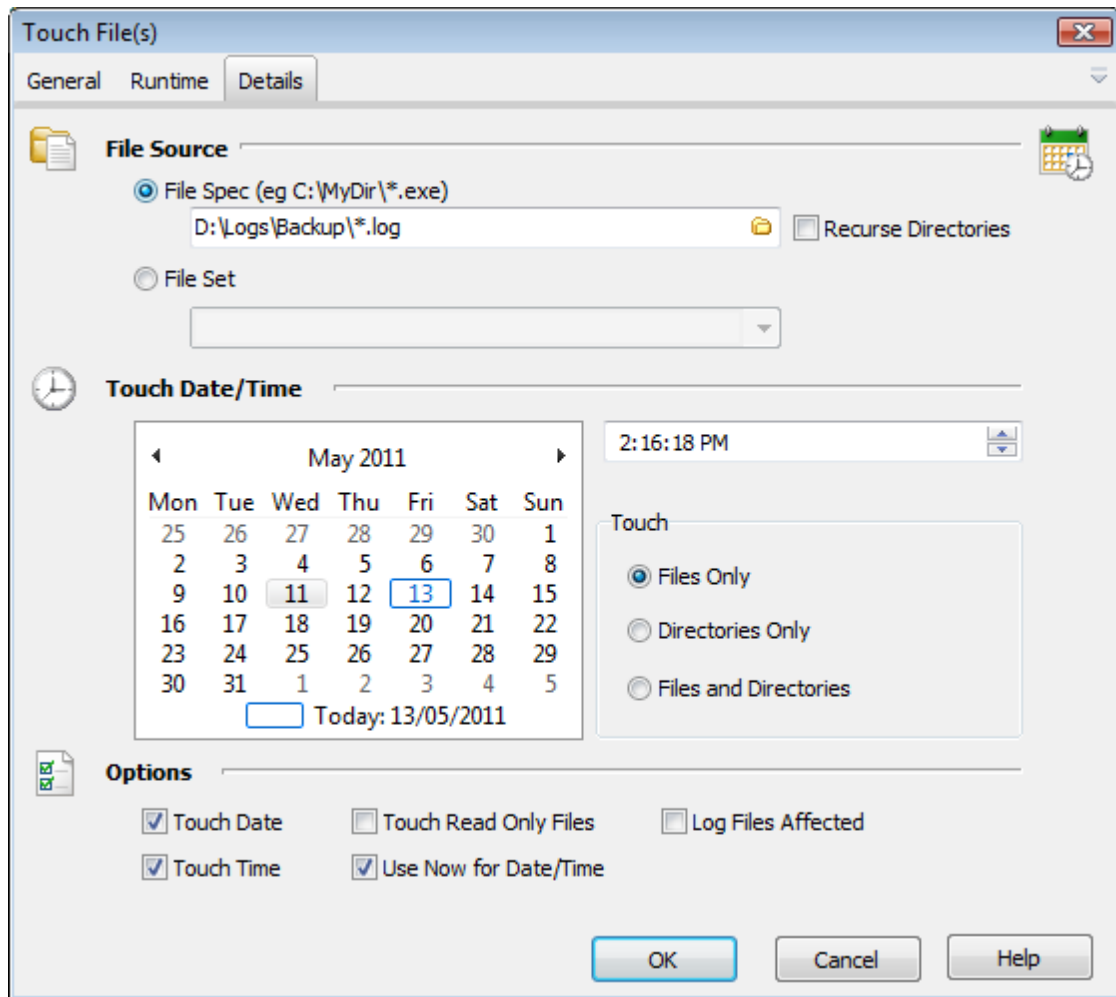 Touch File(s)
General Runtime Details
File Source
File Spec (eg C:\MyDir\*.exe)
D:\Logs\Backup\*.log Recurse Directories
File Set
Touch Date/Time
May 2011 2:16:18 PM
Mon Tue Wed Thu Fri Sat Sun
25 26 27 28 29 30 1
2 3 4 5 6 7 8
9 10 11 12 13 14 15
16 17 18 19 20 21 22
23 24 25 26 27 28 29
30 31 1 2 3 4 5
Today: 13/05/2011
Touch
Files Only
Directories Only
Files and Directories
Options
Touch Date Touch Read Only Files Log Files Affected
Touch Time Use Now for Date/Time
OK Cancel Help